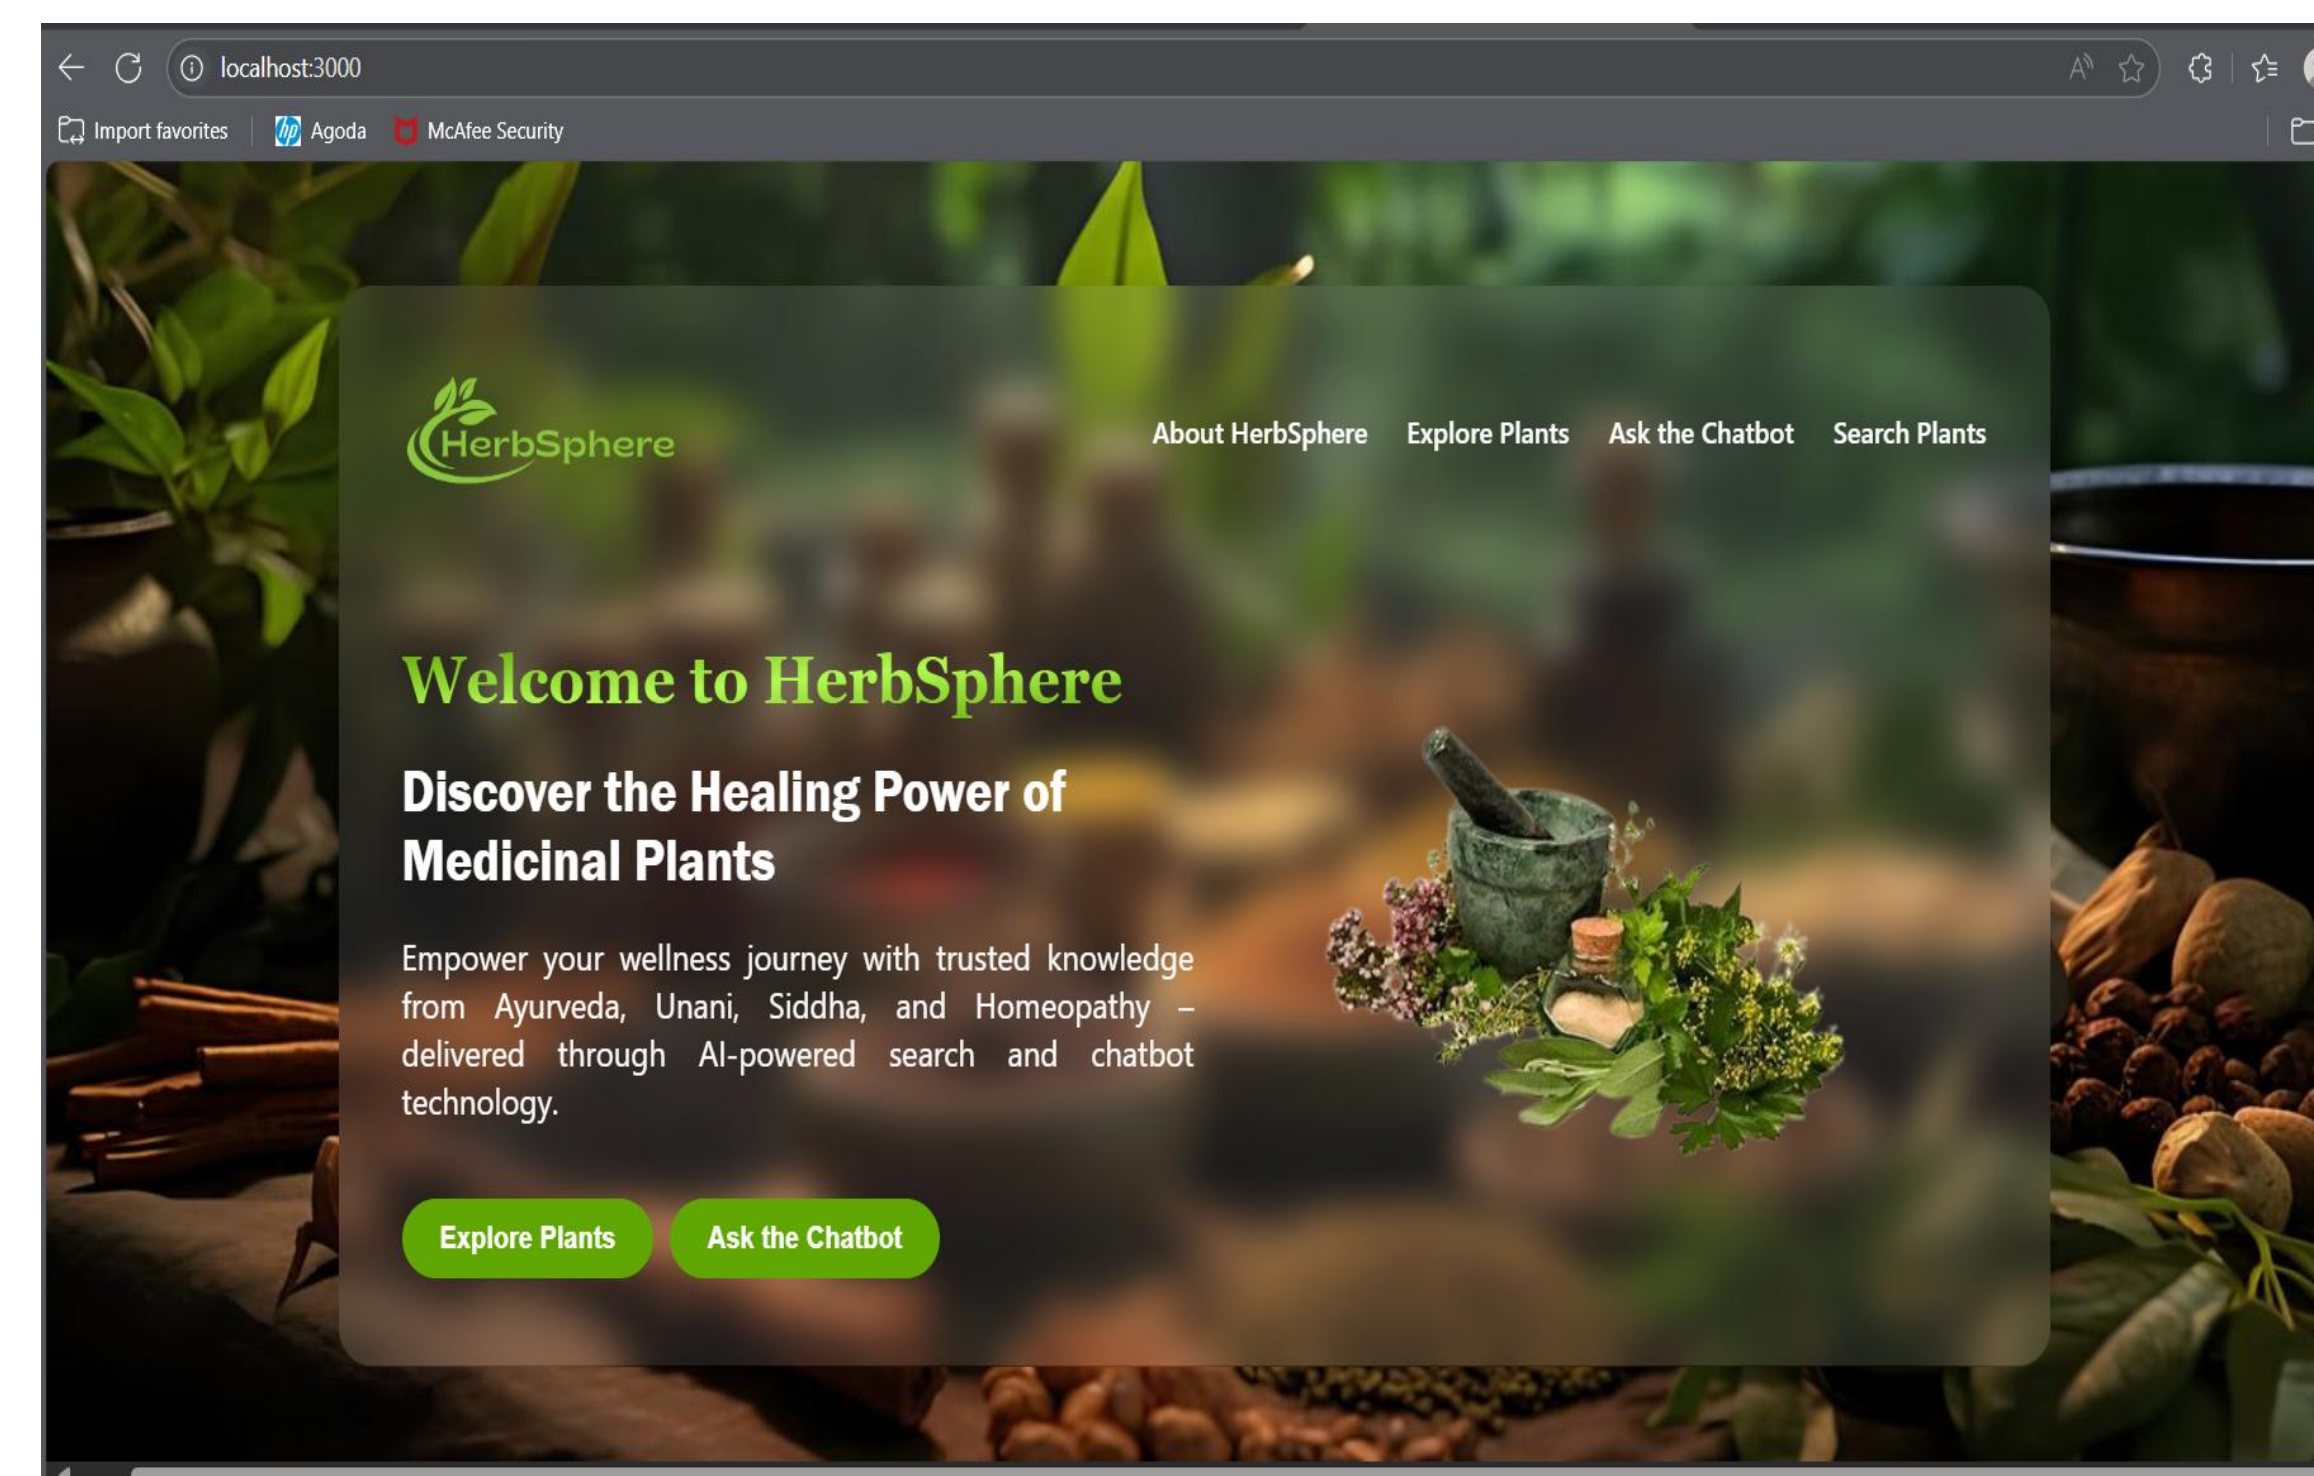 localhost:3000
Import favorites Agoda McAfee Security
HerbSphere
About HerbSphere Explore Plants Ask the Chatbot Search Plants
Welcome to HerbSphere
Discover the Healing Power of
Medicinal Plants
Empower your wellness journey with trusted knowledge
from Ayurveda, Unani, Siddha, and Homeopathy –
delivered through AI-powered search and chatbot
technology.
Explore Plants Ask the Chatbot